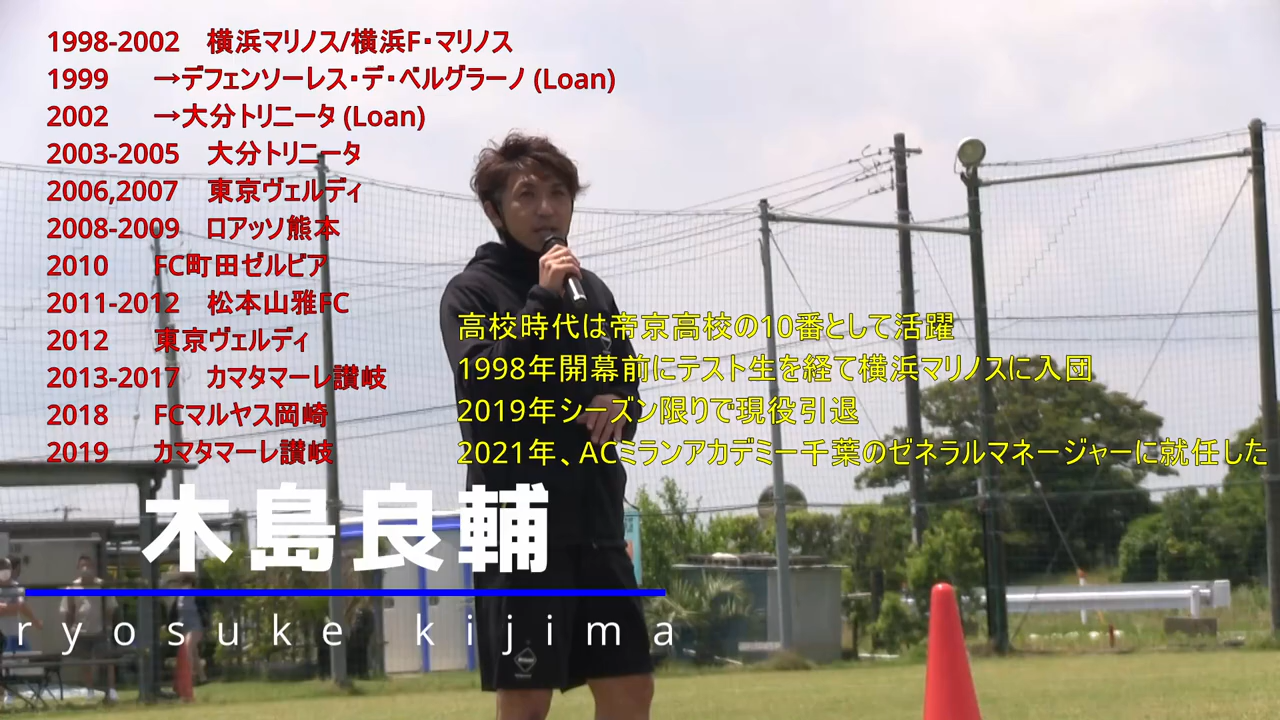 1998-2002 横浜マリノス/横浜F・マリノス
1999 →デフェンソーレス・デ・ベルグラーノ (Loan)
2002 →大分トリニータ (Loan)
2003-2005 大分トリニータ
2006,2007 東京ヴェルディ
2008-2009 ロアッソ熊本
2010 FC町田ゼルビア
2011-2012 松本山雅FC
2012 東京ヴェルディ
2013-2017 カマタマーレ讃岐
2018 FCマルヤス岡崎
2019 カマタマーレ讃岐
高校時代は帝京高校の10番として活躍
1998年開幕前にテスト生を経て横浜マリノスに入団
2019年シーズン限りで現役引退
2021年、ACミランアカデミー千葉のゼネラルマネージャーに就任した
木島良輔
ryosuke kijima